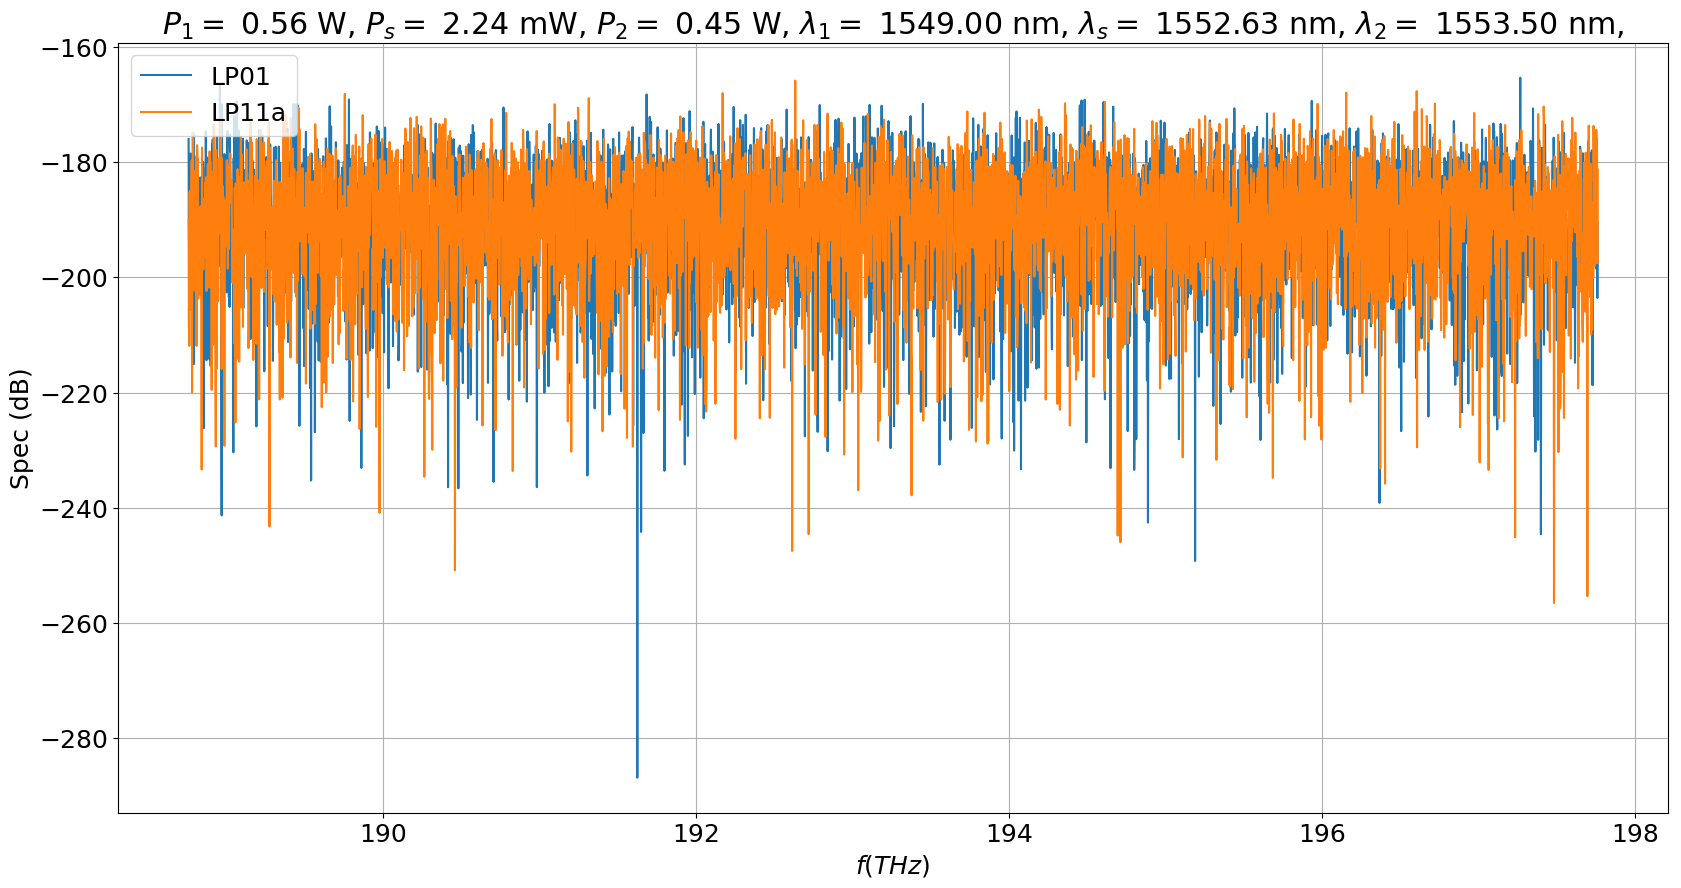 P₁ = 0.56 W, Pₛ = 2.24 mW, P₂ = 0.45 W, λ₁ = 1549.00 nm, λₛ = 1552.63 nm, λ₂ = 1553.50 nm,
LP01
LP11a
−160
−180
−200
−220
−240
−260
−280
Spec (dB)
190 192 194 196 198
f(THz)